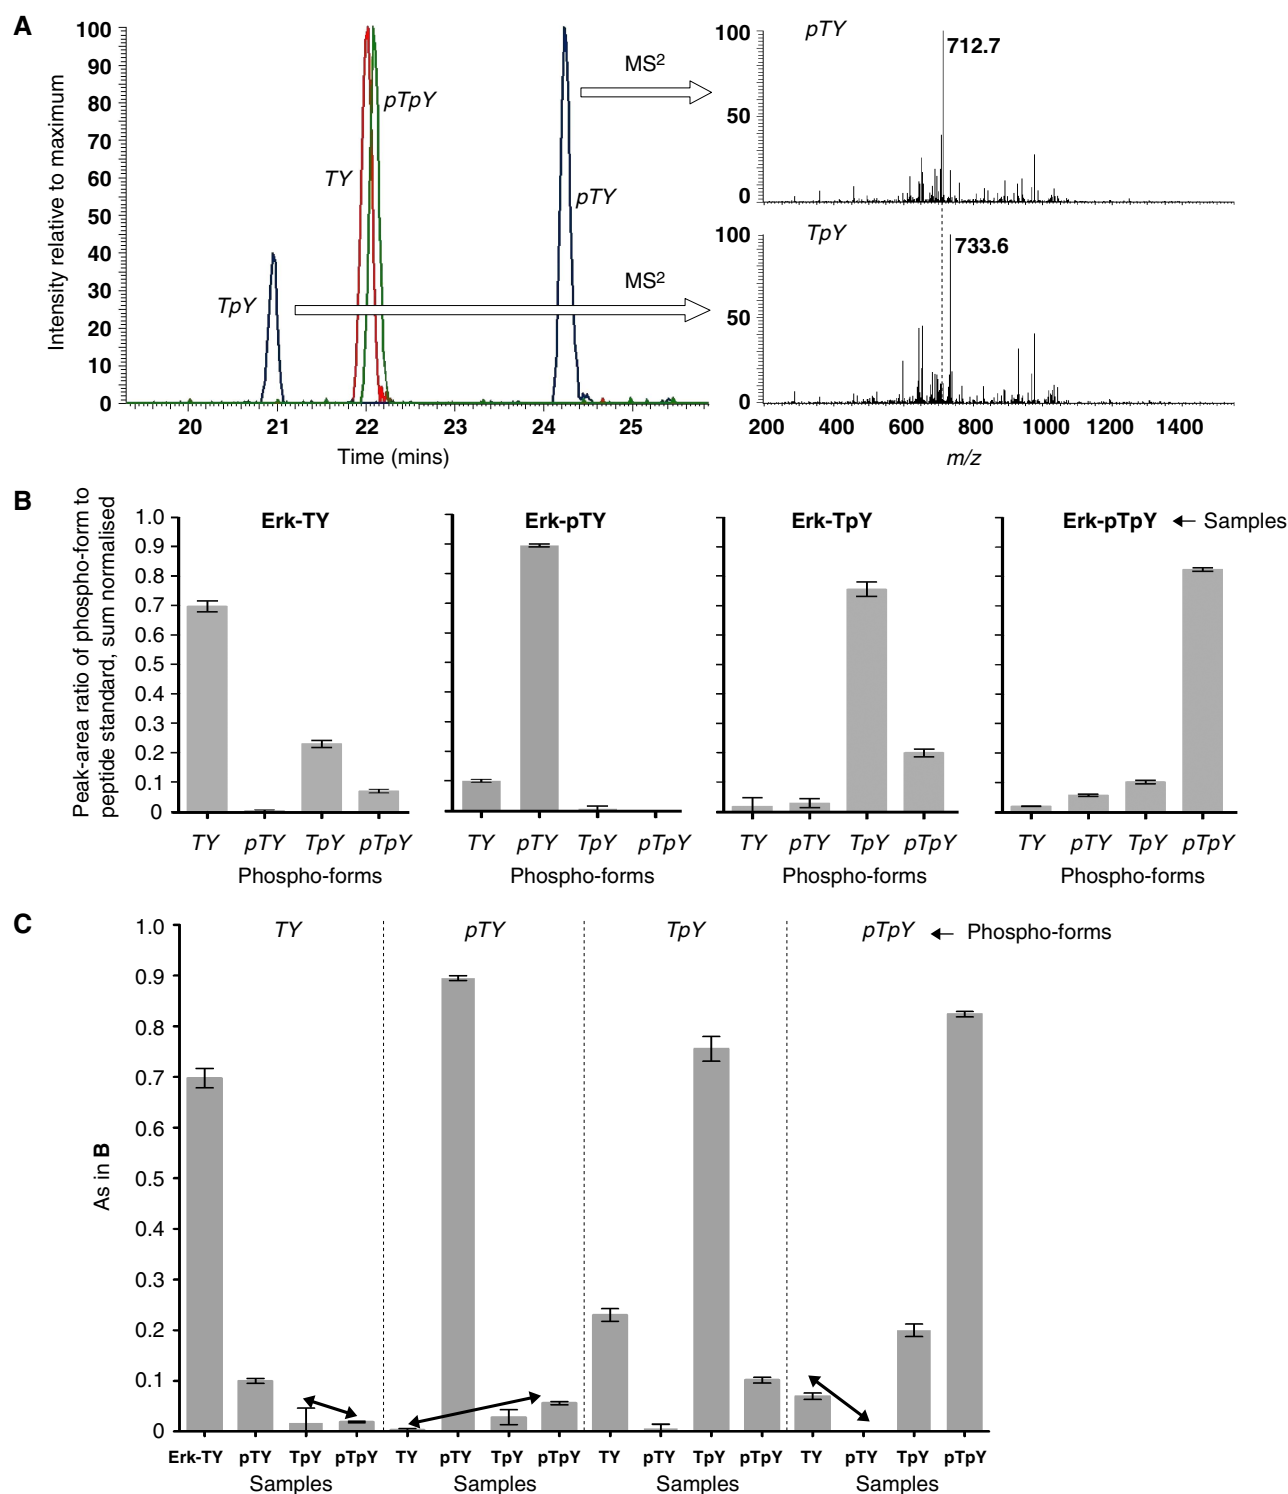 A
Intensity relative to maximum
100
90
80
70
60
50
40
30
20
10
0
TpY
TY
pTpY
pTY
MS2
MS2
20 21 22 23 24 25
Time (mins)
pTY
712.7
100
50
0
TpY
733.6
100
50
0
200 400 600 800 1000 1200 1400
m/z
B
Peak-area ratio of phospho-form to
peptide standard, sum normalised
1.0
0.9
0.8
0.7
0.6
0.5
0.4
0.3
0.2
0.1
0
Erk-TY Erk-pTY Erk-TpY Erk-pTpY ← Samples
TY pTY TpY pTpY TY pTY TpY pTpY TY pTY TpY pTpY TY pTY TpY pTpY
Phospho-forms Phospho-forms Phospho-forms Phospho-forms
C
As in B
1.0
0.9
0.8
0.7
0.6
0.5
0.4
0.3
0.2
0.1
0
TY pTY TpY pTpY ← Phospho-forms
Erk-TY pTY TpY pTpY TY pTY TpY pTpY TY pTY TpY pTpY TY pTY TpY pTpY
Samples Samples Samples Samples